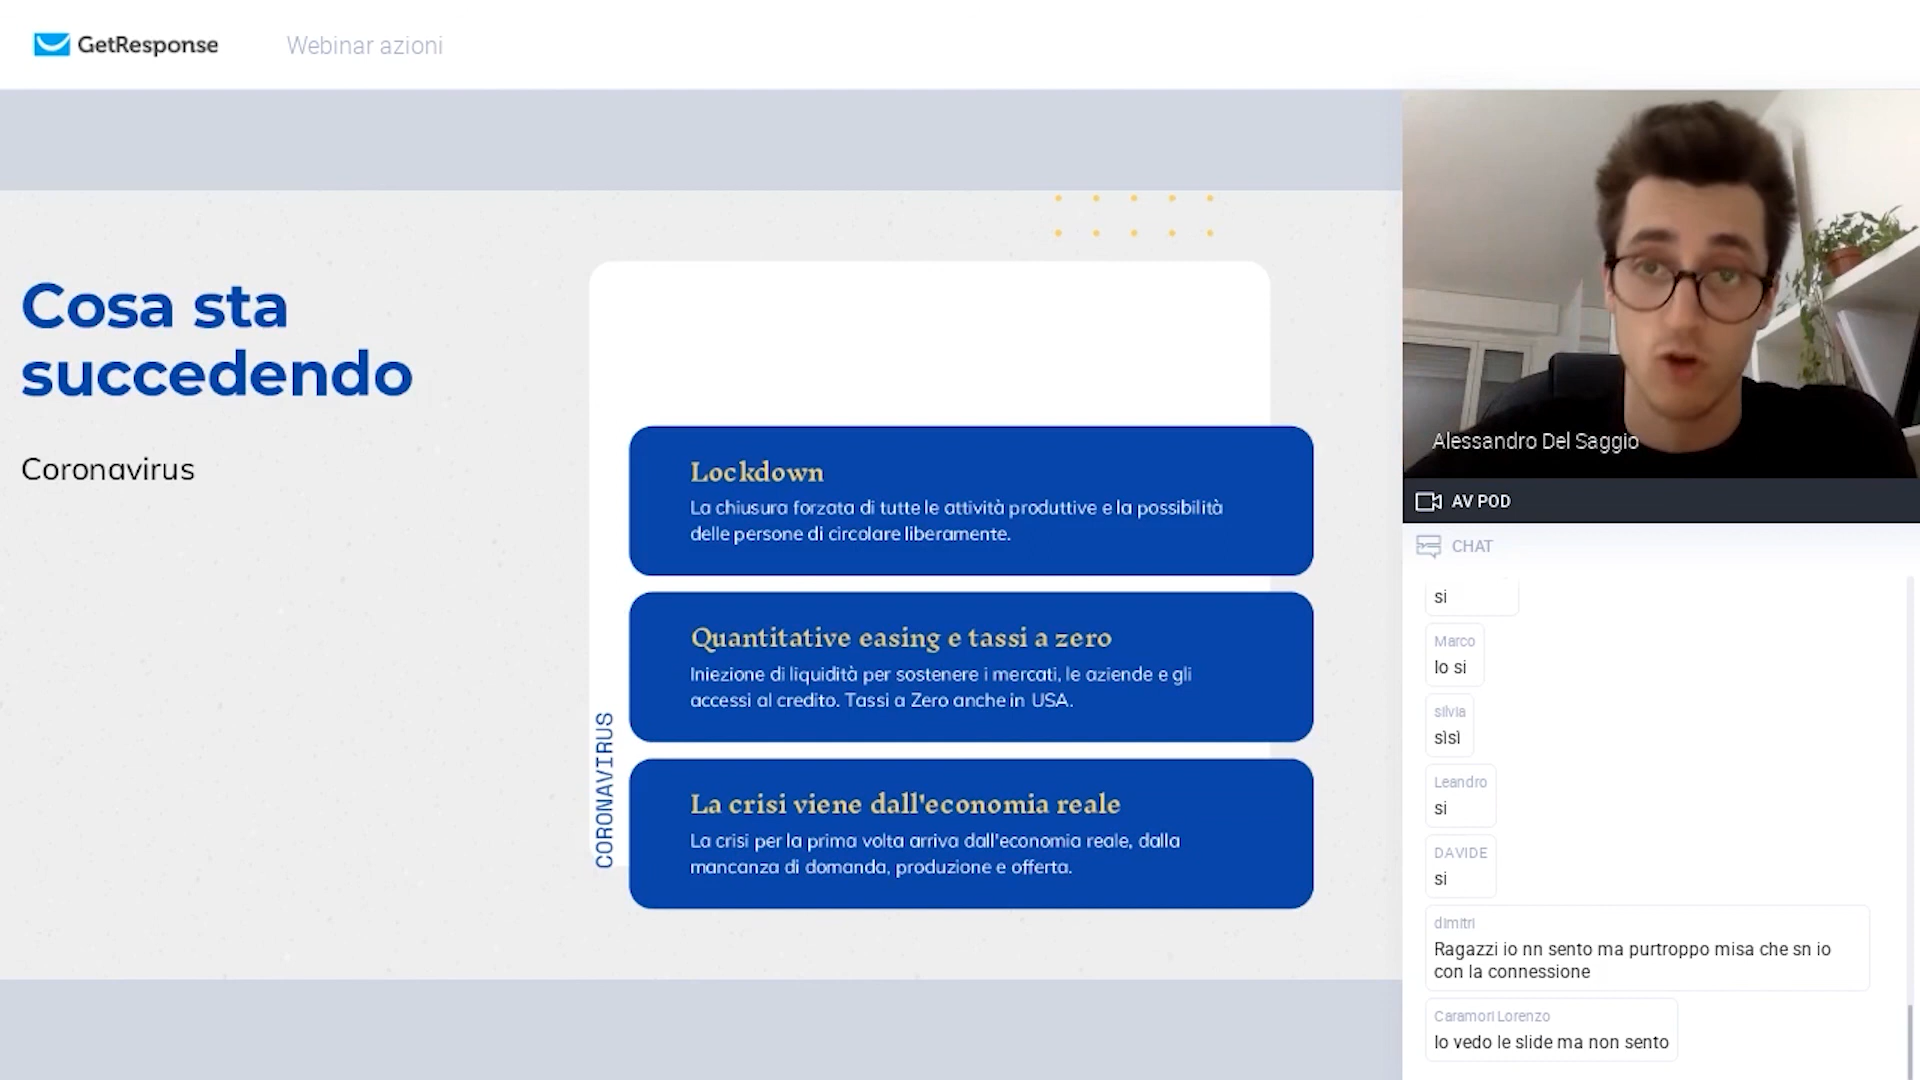 GetResponse
Webinar azioni
Cosa sta
succedendo
Coronavirus
CORONAVIRUS
Lockdown
La chiusura forzata di tutte le attività produttive e la possibilità
delle persone di circolare liberamente.
Quantitative easing e tassi a zero
Iniezione di liquidità per sostenere i mercati, le aziende e gli
accessi al credito. Tassi a Zero anche in USA.
La crisi viene dall'economia reale
La crisi per la prima volta arriva dall'economia reale, dalla
mancanza di domanda, produzione e offerta.
Alessandro Del Saggio
AV POD
CHAT
si
Marco
Io si
silvia
sìsì
Leandro
si
DAVIDE
si
dimitri
Ragazzi io nn sento ma purtroppo misa che sn io
con la connessione
Caramori Lorenzo
Io vedo le slide ma non sento